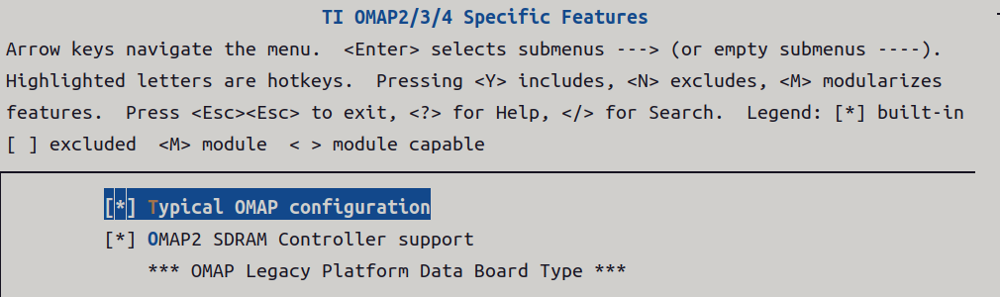 TI OMAP2/3/4 Specific Features
Arrow keys navigate the menu.  <Enter> selects submenus ---> (or empty submenus ----).
Highlighted letters are hotkeys.  Pressing <Y> includes, <N> excludes, <M> modularizes
features.  Press <Esc><Esc> to exit, <?> for Help, </> for Search.  Legend: [*] built-in
[ ] excluded  <M> module  < > module capable
[*] Typical OMAP configuration
[*] OMAP2 SDRAM Controller support
*** OMAP Legacy Platform Data Board Type ***